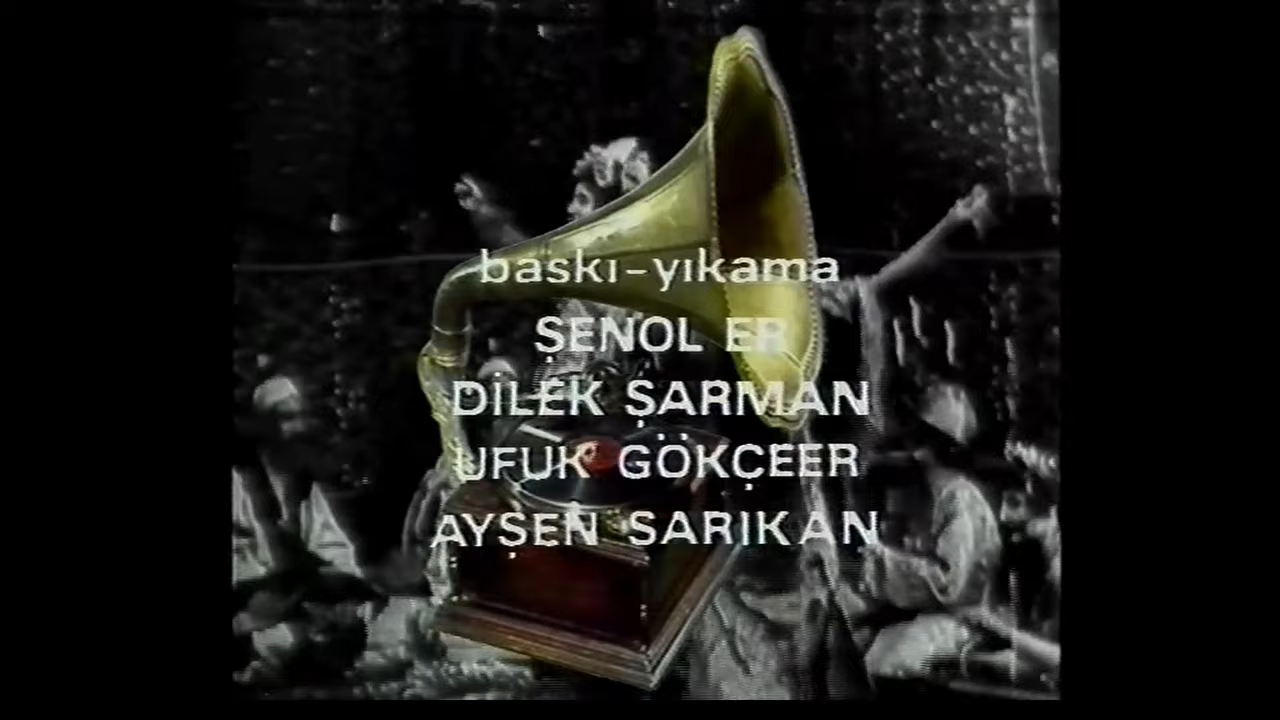 baskı-yıkama
ŞENOL ER
DİLEK ŞARMAN
UFUK GÖKÇEER
AYŞEN SARIKAN